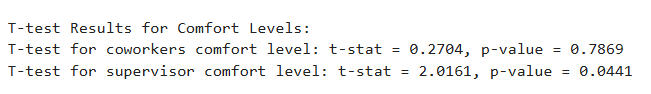 T-test Results for Comfort Levels:
T-test for coworkers comfort level: t-stat = 0.2704, p-value = 0.7869
T-test for supervisor comfort level: t-stat = 2.0161, p-value = 0.0441